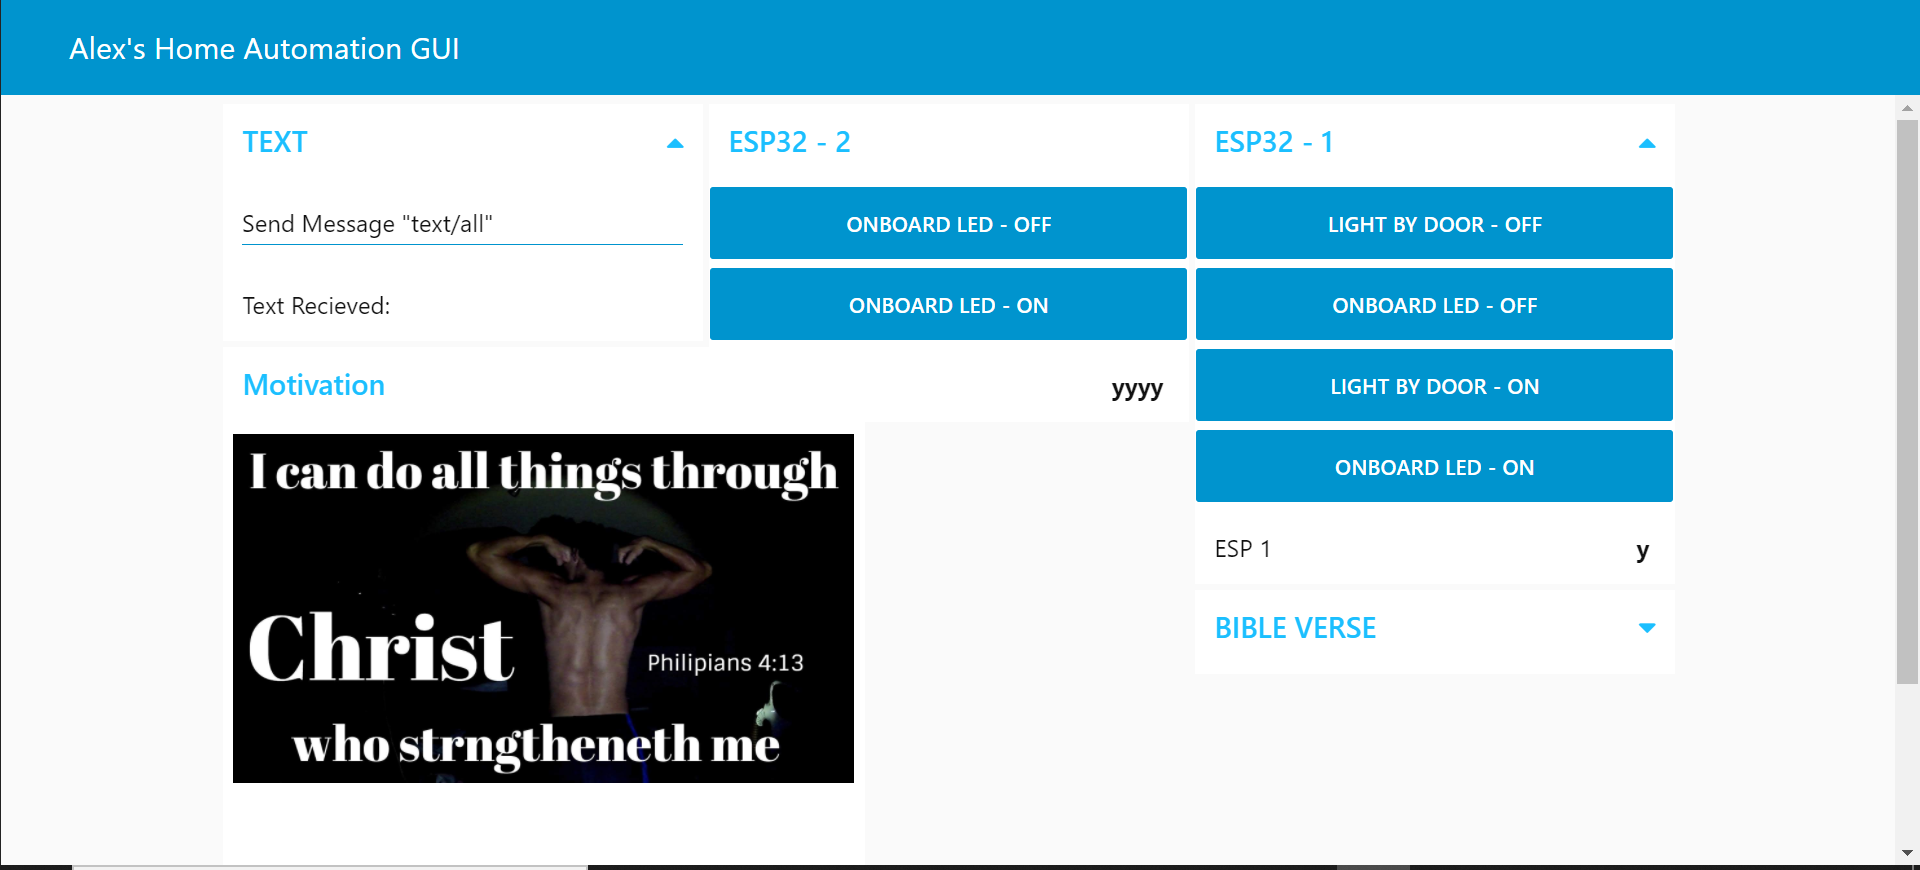 Alex's Home Automation GUI
TEXT
Send Message "text/all"
Text Recieved:
ESP32 - 2
ONBOARD LED - OFF
ONBOARD LED - ON
ESP32 - 1
LIGHT BY DOOR - OFF
ONBOARD LED - OFF
LIGHT BY DOOR - ON
ONBOARD LED - ON
ESP 1 y
BIBLE VERSE
Motivation yyyy
I can do all things through
Christ
Philipians 4:13
who strngtheneth me